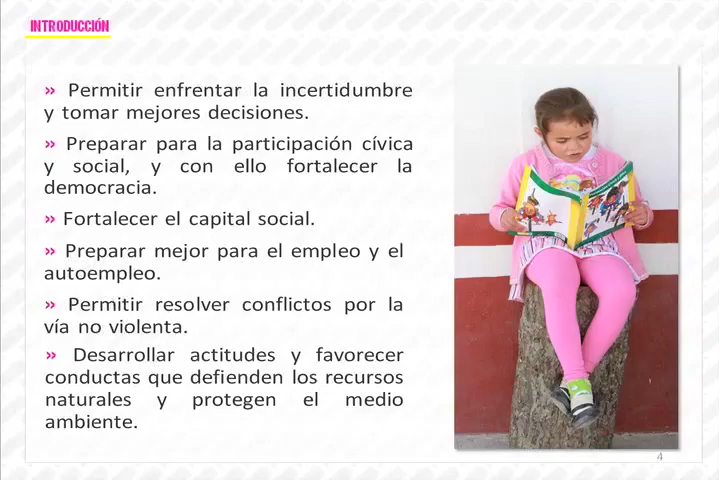 INTRODUCCIÓN
» Permitir enfrentar la incertidumbre
y tomar mejores decisiones.
» Preparar para la participación cívica
y social, y con ello fortalecer la
democracia.
» Fortalecer el capital social.
» Preparar mejor para el empleo y el
autoempleo.
» Permitir resolver conflictos por la
vía no violenta.
» Desarrollar actitudes y favorecer
conductas que defienden los recursos
naturales y protegen el medio
ambiente.
4